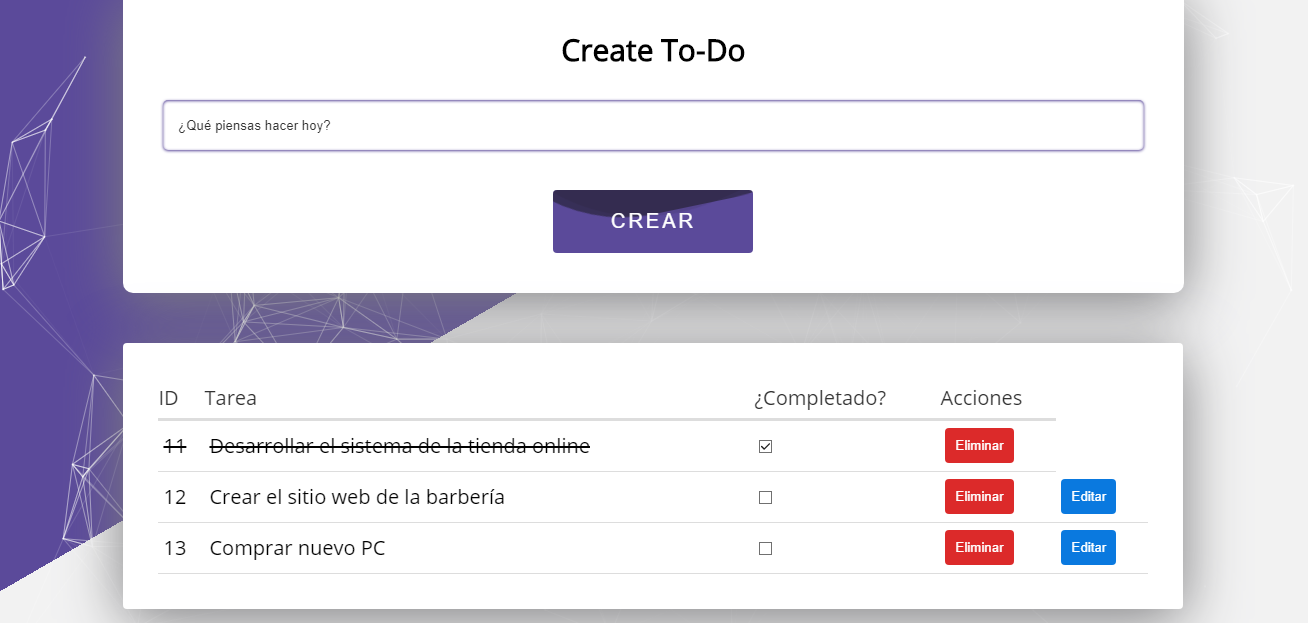 Create To-Do
¿Qué piensas hacer hoy?
CREAR
ID Tarea ¿Completado? Acciones
11 Desarrollar el sistema de la tienda online Eliminar
12 Crear el sitio web de la barbería Eliminar Editar
13 Comprar nuevo PC Eliminar Editar